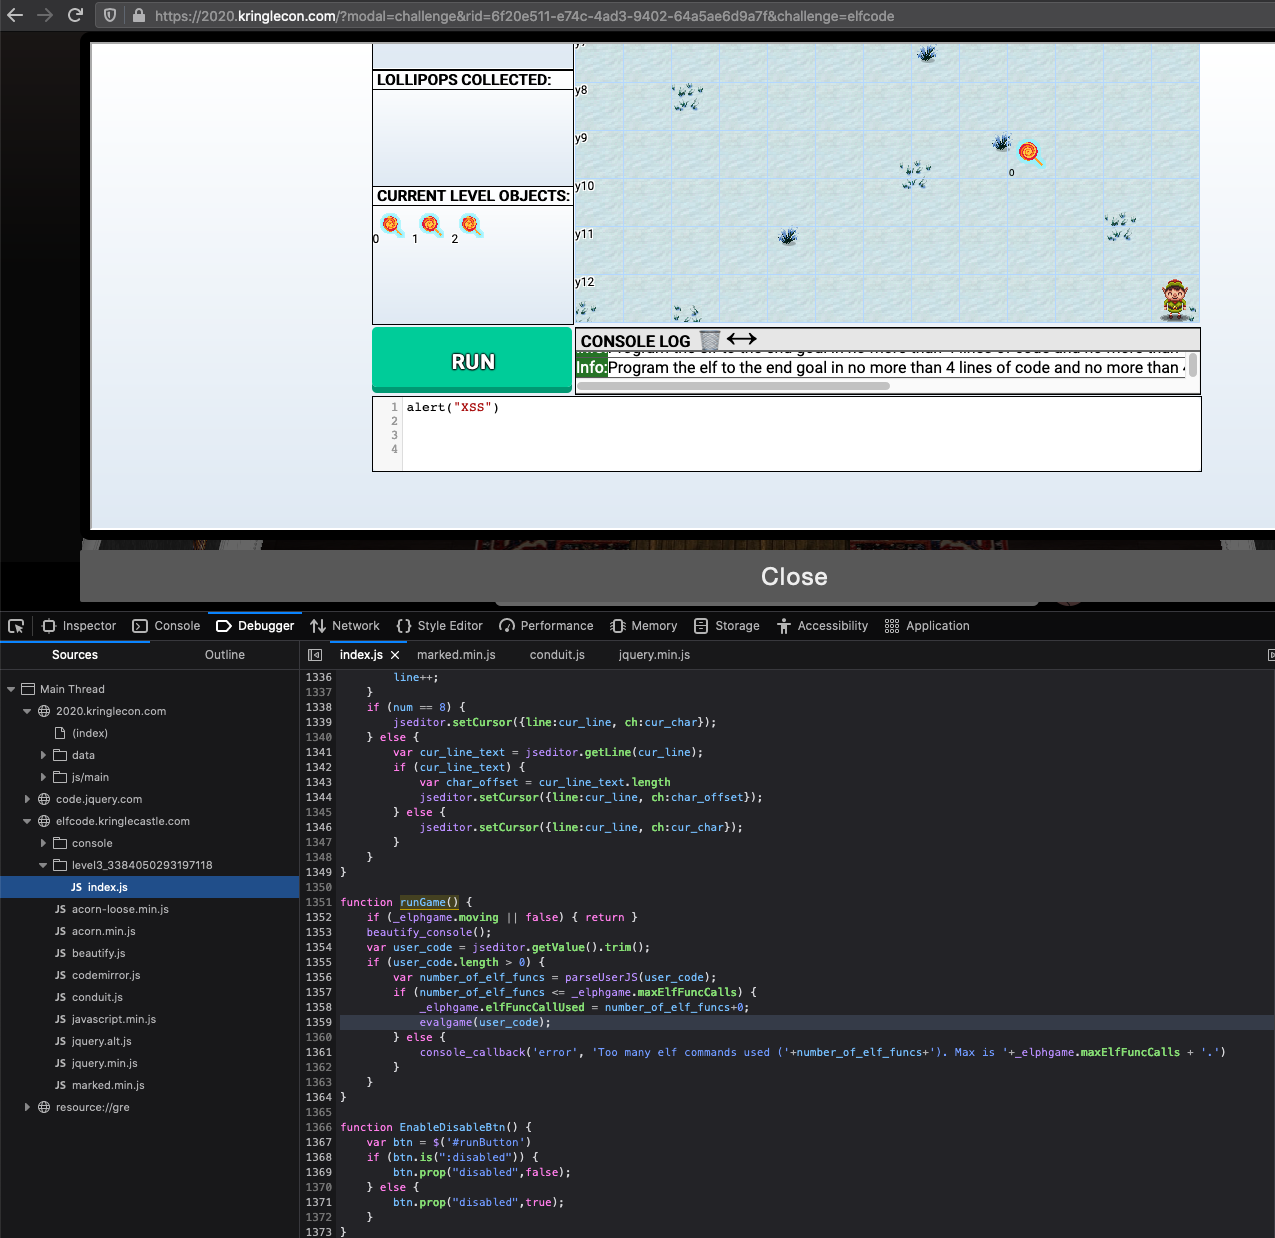 https://2020.kringlecon.com/?modal=challenge&rid=6f20e511-e74c-4ad3-9402-64a5ae6d9a7f&challenge=elfcode
LOLLIPOPS COLLECTED:
y8
y9
0
y10
CURRENT LEVEL OBJECTS:
0 1 2
y11
y12
RUN
CONSOLE LOG
Info:Program the elf to the end goal in no more than 4 lines of code and no more than
1 alert("XSS")
2
3
4
Close
Inspector Console Debugger Network Style Editor Performance Memory Storage Accessibility Application
Sources Outline
index.js marked.min.js conduit.js jquery.min.js
Main Thread
2020.kringlecon.com
(index)
data
js/main
code.jquery.com
elfcode.kringlecastle.com
console
level3_3384050293197118
JS index.js
JS acorn-loose.min.js
JS acorn.min.js
JS beautify.js
JS codemirror.js
JS conduit.js
JS javascript.min.js
JS jquery.alt.js
JS jquery.min.js
JS marked.min.js
resource://gre
1336 line++;
1337 }
1338 if (num == 8) {
1339 jseditor.setCursor({line:cur_line, ch:cur_char});
1340 } else {
1341 var cur_line_text = jseditor.getLine(cur_line);
1342 if (cur_line_text) {
1343 var char_offset = cur_line_text.length
1344 jseditor.setCursor({line:cur_line, ch:char_offset});
1345 } else {
1346 jseditor.setCursor({line:cur_line, ch:cur_char});
1347 }
1348 }
1349 }
1350
1351 function runGame() {
1352 if (_elphgame.moving || false) { return }
1353 beautify_console();
1354 var user_code = jseditor.getValue().trim();
1355 if (user_code.length > 0) {
1356 var number_of_elf_funcs = parseUserJS(user_code);
1357 if (number_of_elf_funcs <= _elphgame.maxElfFuncCalls) {
1358 _elphgame.elfFuncCallUsed = number_of_elf_funcs+0;
1359 evalgame(user_code);
1360 } else {
1361 console_callback('error', 'Too many elf commands used ('+number_of_elf_funcs+'). Max is '+_elphgame.maxElfFuncCalls + '.')
1362 }
1363 }
1364 }
1365
1366 function EnableDisableBtn() {
1367 var btn = $('#runButton')
1368 if (btn.is(":disabled")) {
1369 btn.prop("disabled",false);
1370 } else {
1371 btn.prop("disabled",true);
1372 }
1373 }